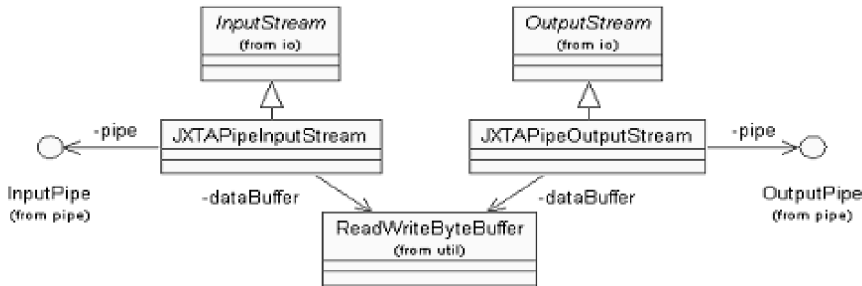 InputStream
(from io)
OutputStream
(from io)
-pipe
JXTAPipeInputStream
JXTAPipeOutputStream
-pipe
InputPipe
(from pipe)
-dataBuffer
-dataBuffer
OutputPipe
(from pipe)
ReadWriteByteBuffer
(from util)